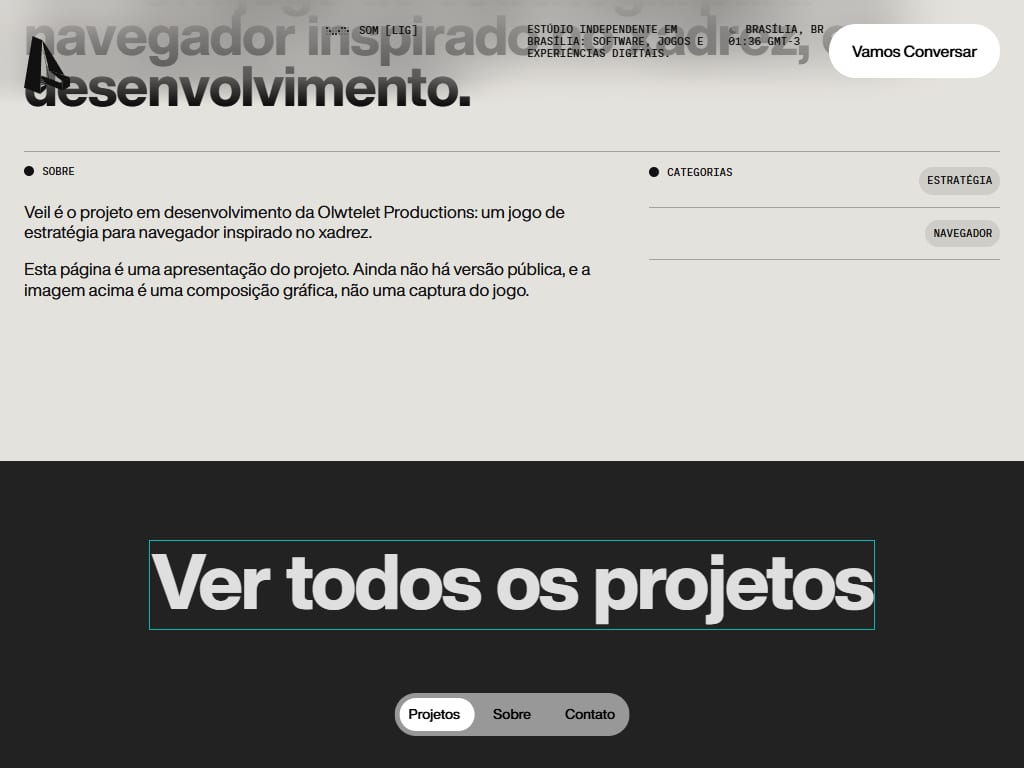 navegador inspirado no xadrez, em
desenvolvimento.
SOM [LIG]
ESTÚDIO INDEPENDENTE EM
BRASÍLIA: SOFTWARE, JOGOS E
EXPERIÊNCIAS DIGITAIS.
BRASÍLIA, BR
01:36 GMT-3
Vamos Conversar
SOBRE
Veil é o projeto em desenvolvimento da Olwtelet Productions: um jogo de
estratégia para navegador inspirado no xadrez.
Esta página é uma apresentação do projeto. Ainda não há versão pública, e a
imagem acima é uma composição gráfica, não uma captura do jogo.
CATEGORIAS
ESTRATÉGIA
NAVEGADOR
Ver todos os projetos
Projetos
Sobre
Contato